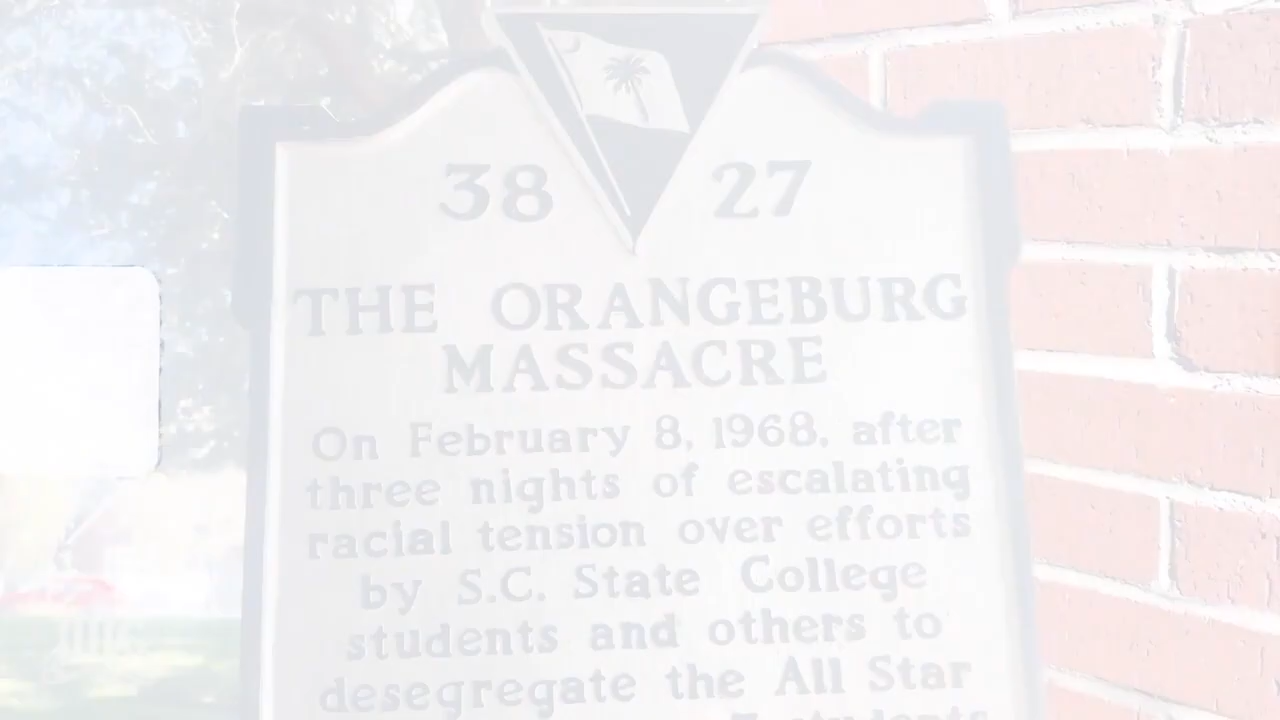 38 27
THE ORANGEBURG
MASSACRE
On February 8, 1968, after
three nights of escalating
racial tension over efforts
by S.C. State College
students and others to
desegregate the All Star
students